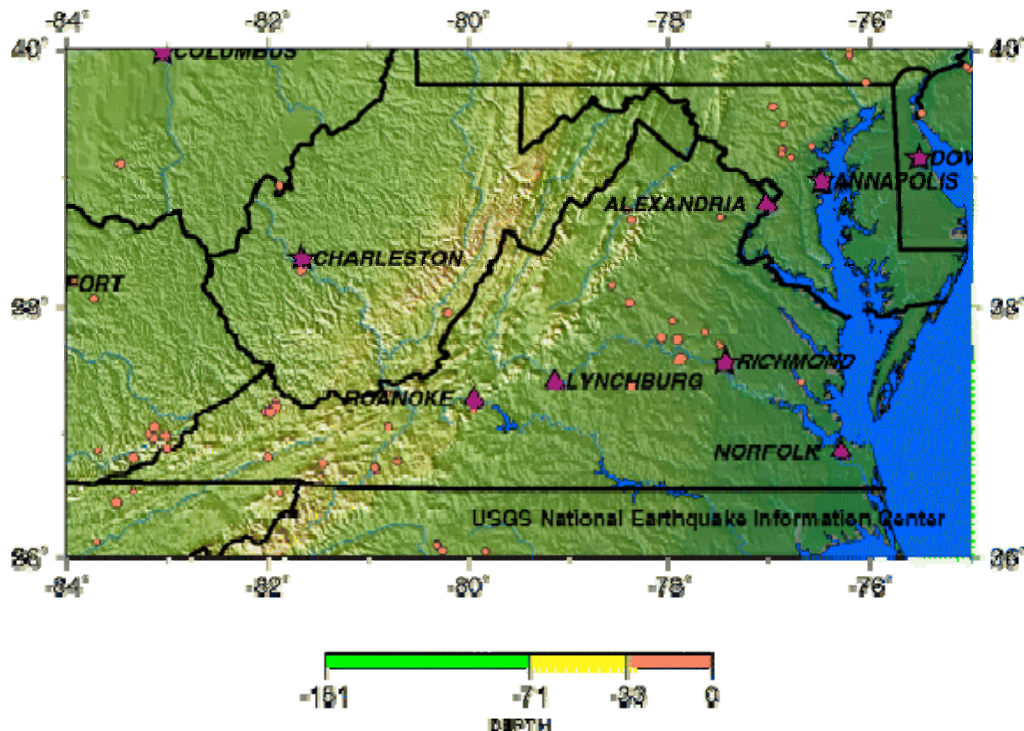 -84° -82° -80° -78° -76°
40° 40°
COLUMBUS
DOV
ANNAPOLIS
ALEXANDRIA
CHARLESTON
FORT
38° 38°
RICHMOND
LYNCHBURG
ROANOKE
NORFOLK
USGS National Earthquake Information Center
36° 36°
-84° -82° -80° -78° -76°
-151 -71 -33 0
DEPTH